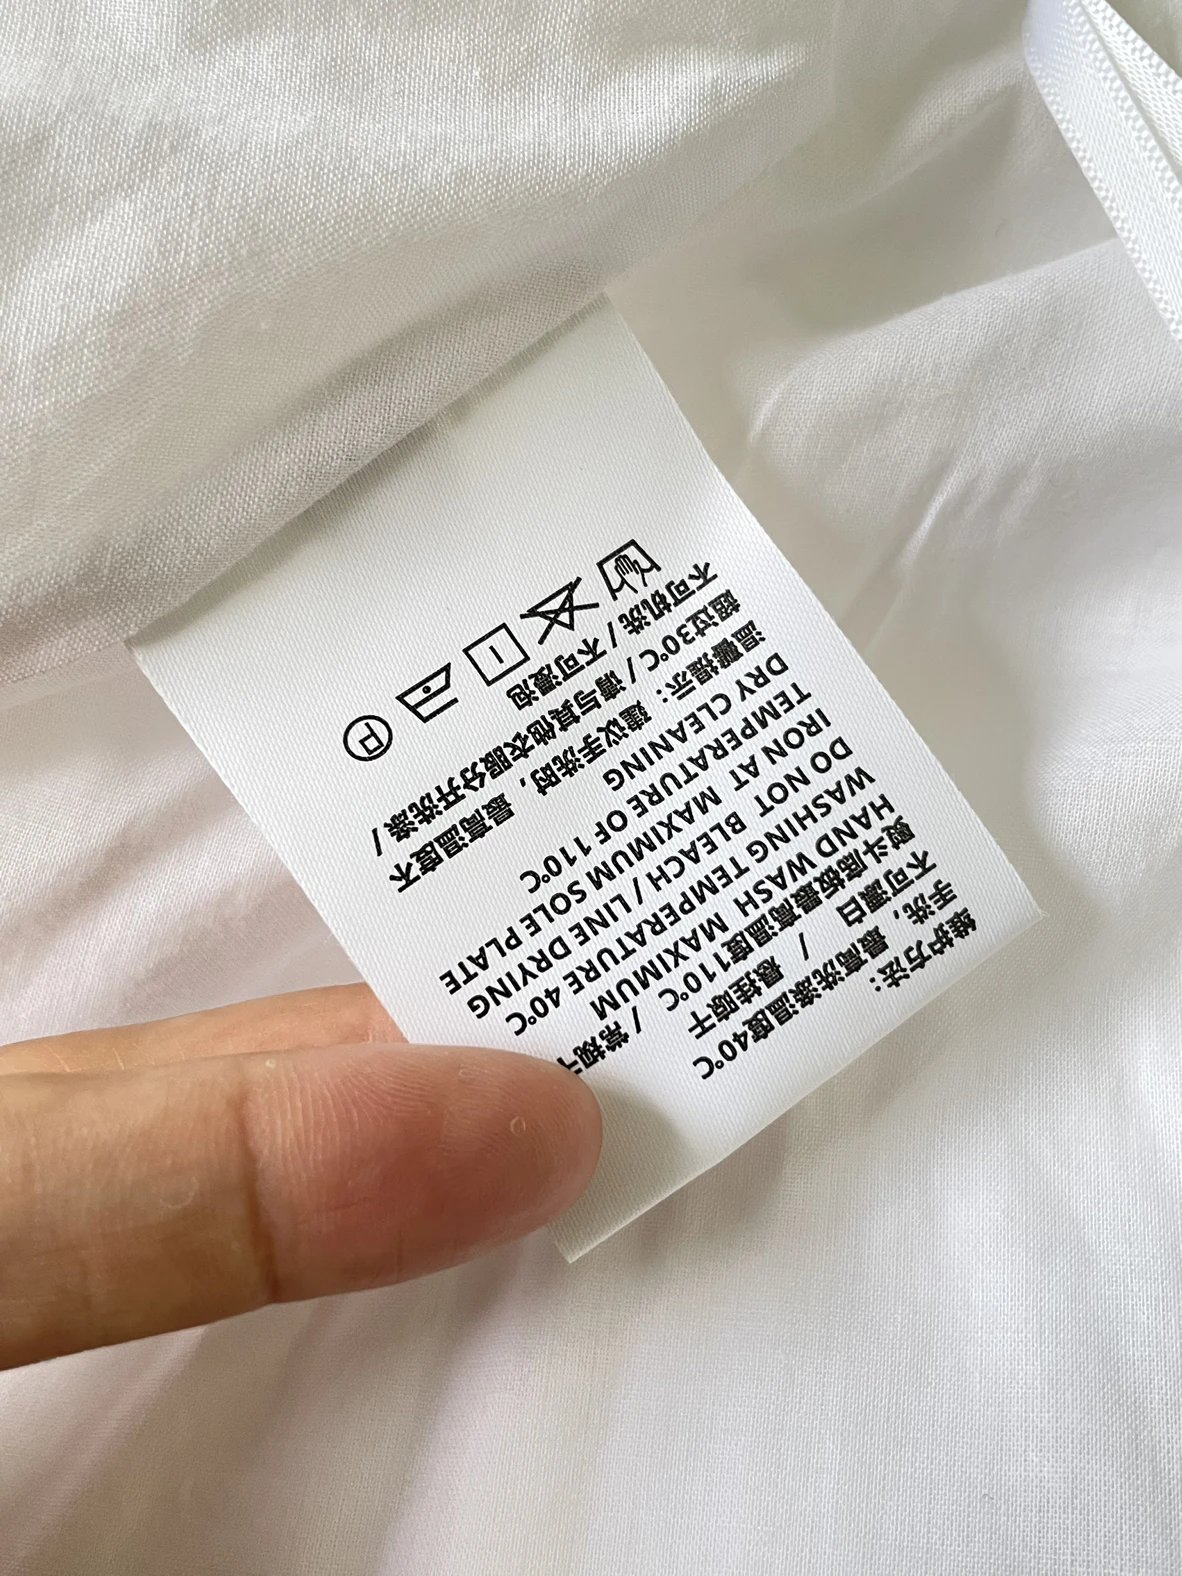 维护方法：
手洗，最高洗涤温度40℃
不可漂白 / 悬挂晾干
熨斗底板最高温度110℃ / 常规干
HAND WASH MAXIMUM
WASHING TEMPERATURE 40℃
DO NOT BLEACH / LINE DRYING
IRON AT MAXIMUM SOLE PLATE
TEMPERATURE OF 110℃
DRY CLEANING
温馨提示：建议手洗时，最高温度不
超过30℃ / 请与其他衣服分开洗涤 /
不可机洗 / 不可浸泡
P